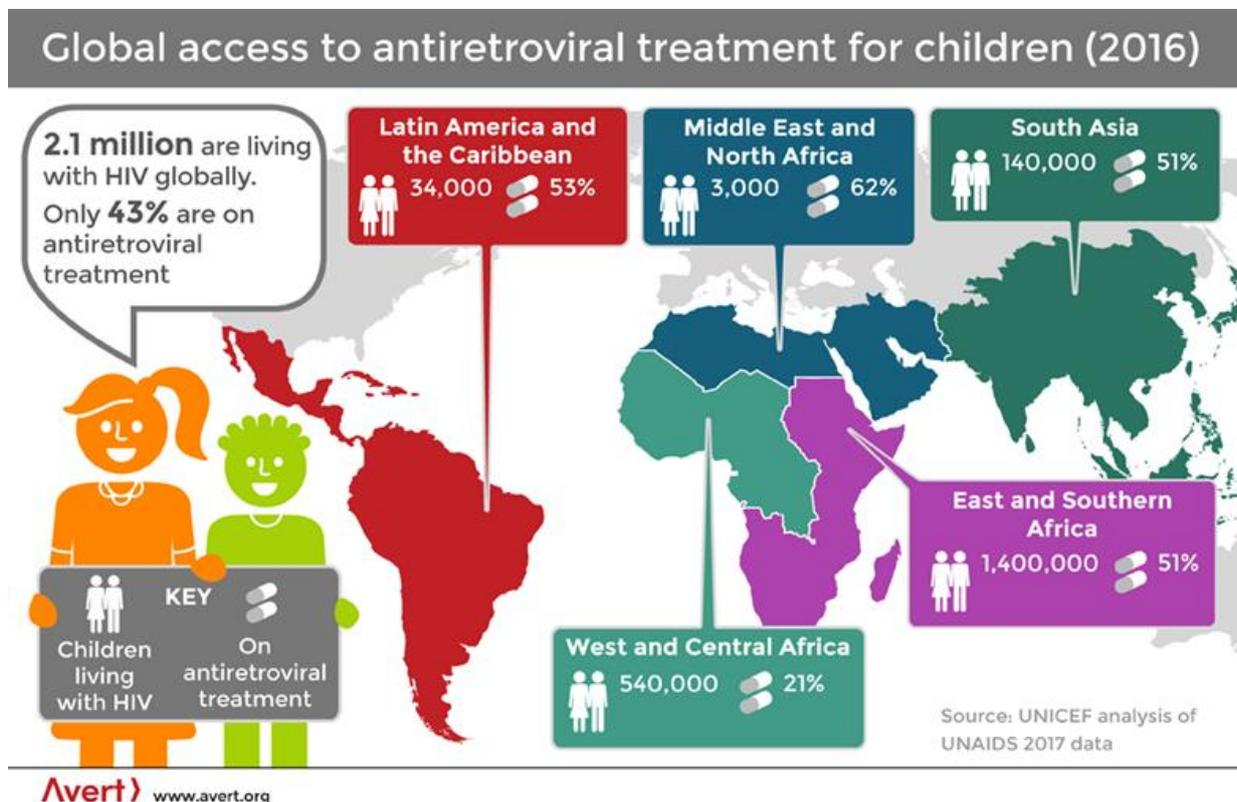 Global access to antiretroviral treatment for children (2016)
2.1 million are living
with HIV globally.
Only 43% are on
antiretroviral
treatment
Latin America and
the Caribbean
34,000 53%
Middle East and
North Africa
3,000 62%
South Asia
140,000 51%
East and Southern
Africa
1,400,000 51%
West and Central Africa
540,000 21%
KEY
Children
living
with HIV
On
antiretroviral
treatment
Source: UNICEF analysis of
UNAIDS 2017 data
Avert www.avert.org